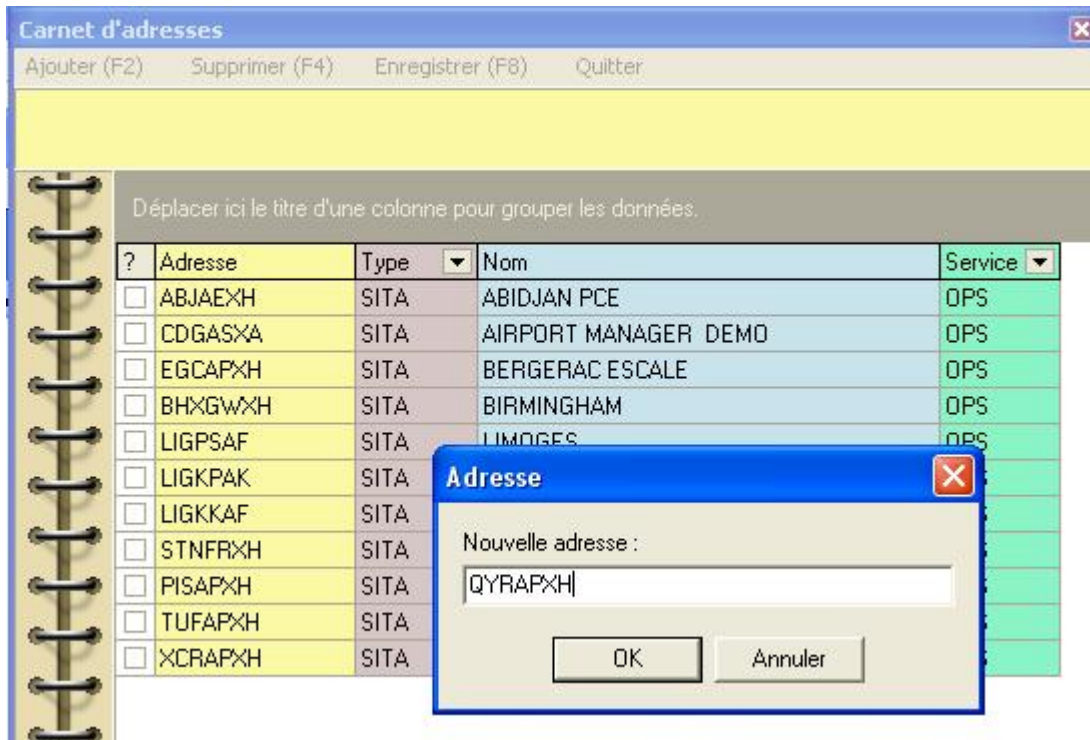 Carnet d'adresses
Ajouter (F2) Supprimer (F4) Enregistrer (F8) Quitter
Déplacer ici le titre d'une colonne pour grouper les données.
? Adresse Type Nom Service
ABJAEXH SITA ABIDJAN PCE OPS
CDGASXA SITA AIRPORT MANAGER DEMO OPS
EGCAPXH SITA BERGERAC ESCALE OPS
BHXGWXH SITA BIRMINGHAM OPS
LIGPSAF SITA LIMOGES OPS
LIGKPAK SITA
LIGKKAF SITA
STNFRXH SITA
PISAPXH SITA
TUFAPXH SITA
XCRAPXH SITA
Adresse
Nouvelle adresse :
QYRAPXH
OK Annuler